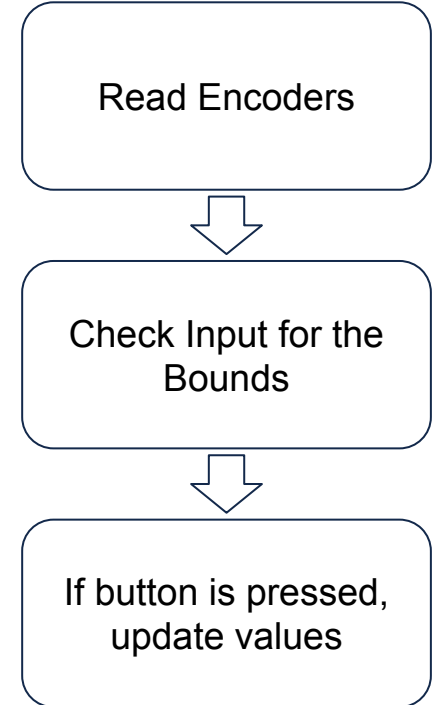 Read Encoders
Check Input for the
Bounds
If button is pressed,
update values